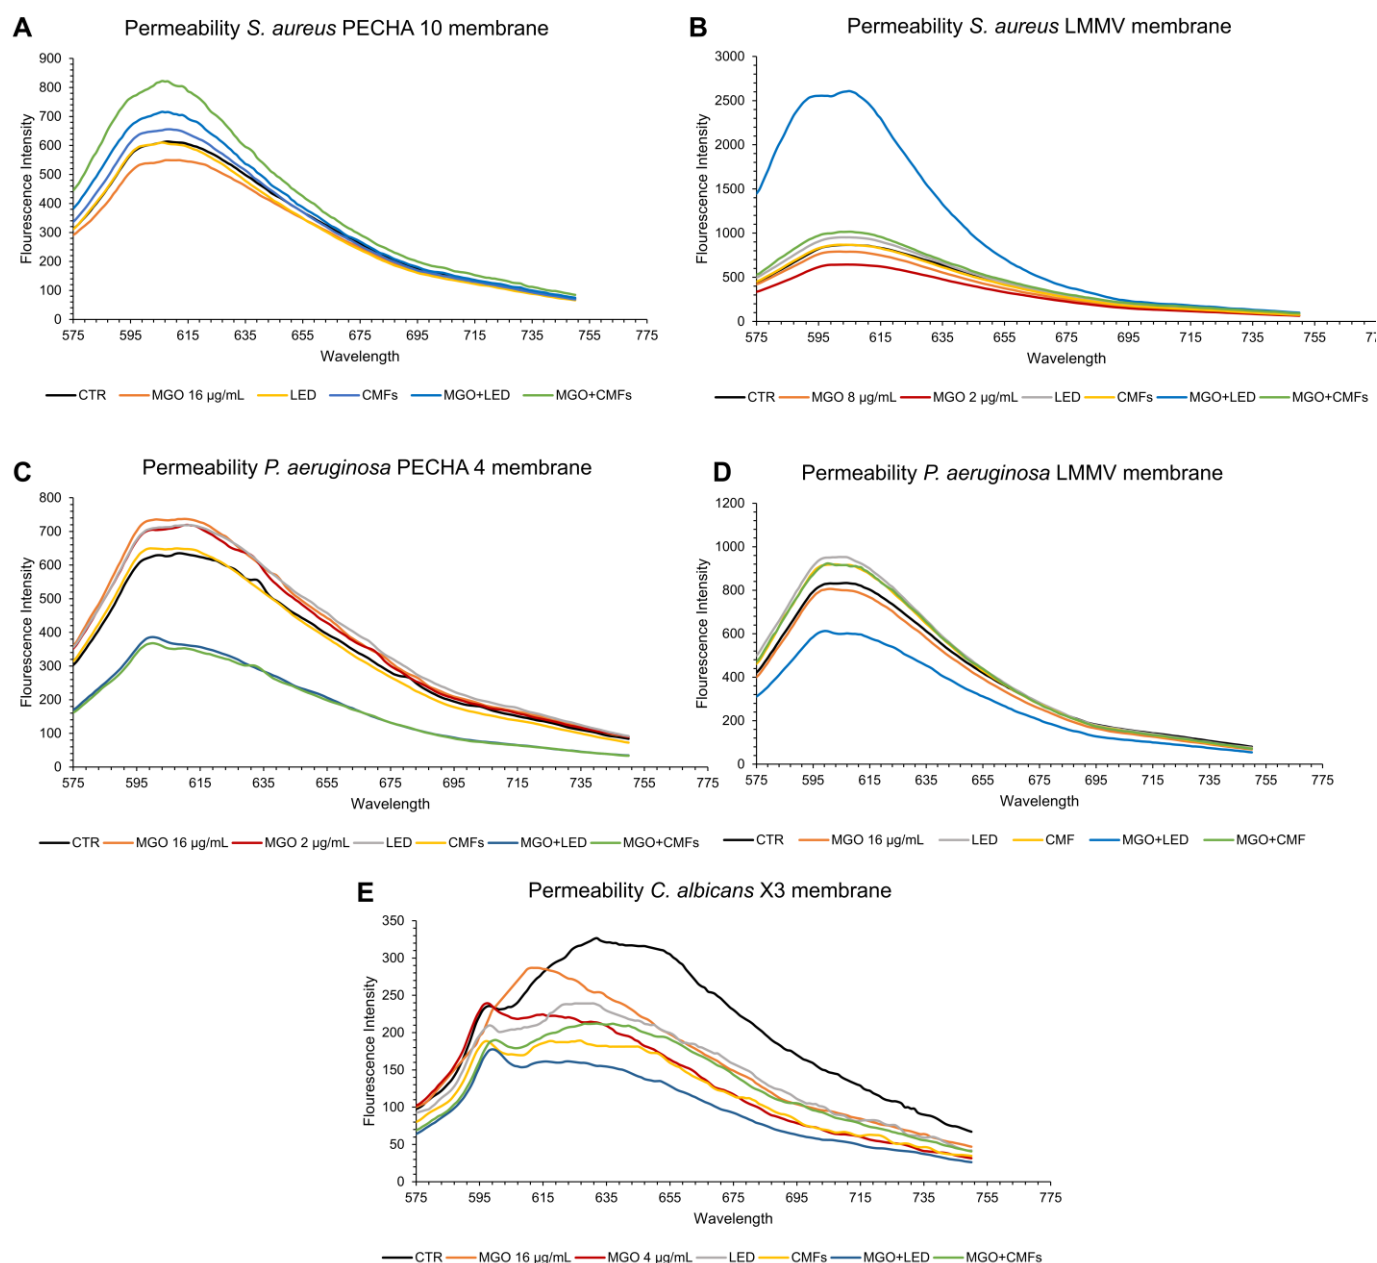 A
Permeability S. aureus PECHA 10 membrane
900
800
700
600
500
400
300
200
100
0
Flourescence Intensity
575 595 615 635 655 675 695 715 735 755 775
Wavelength
CTR MGO 16 µg/mL LED CMFs MGO+LED MGO+CMFs
B
Permeability S. aureus LMMV membrane
3000
2500
2000
1500
1000
500
0
Flourescence Intensity
575 595 615 635 655 675 695 715 735 755
Wavelength
CTR MGO 8 µg/mL MGO 2 µg/mL LED CMFs MGO+LED MGO+CMFs
C
Permeability P. aeruginosa PECHA 4 membrane
800
700
600
500
400
300
200
100
0
Flourescence Intensity
575 595 615 635 655 675 695 715 735 755 775
Wavelength
CTR MGO 16 µg/mL MGO 2 µg/mL LED CMFs MGO+LED MGO+CMFs
D
Permeability P. aeruginosa LMMV membrane
1200
1000
800
600
400
200
0
Flourescence Intensity
575 595 615 635 655 675 695 715 735 755 775
Wavelength
CTR MGO 16 µg/mL LED CMF MGO+LED MGO+CMF
E
Permeability C. albicans X3 membrane
350
300
250
200
150
100
50
0
Flourescence Intensity
575 595 615 635 655 675 695 715 735 755 775
Wavelength
CTR MGO 16 µg/mL MGO 4 µg/mL LED CMFs MGO+LED MGO+CMFs